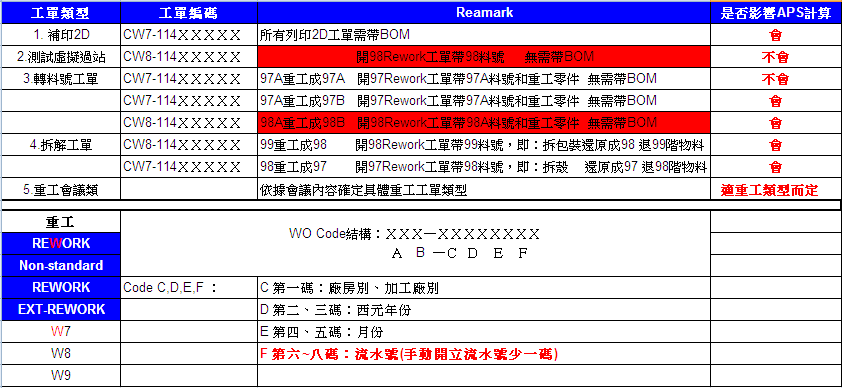 工單類型 工單編碼 Reamark 是否影響APS計算
1. 補印2D CW7-114ＸＸＸＸＸ 所有列印2D工單需帶BOM 會
2.測試虛擬過站 CW8-114ＸＸＸＸＸ 開98Rework工單帶98料號 無需帶BOM 不會
3.轉料號工單 CW7-114ＸＸＸＸＸ 97A重工成97A 開97Rework工單帶97A料號和重工零件 無需帶BOM 不會
CW7-114ＸＸＸＸＸ 97A重工成97B 開97Rework工單帶97A料號和重工零件 無需帶BOM 會
CW8-114ＸＸＸＸＸ 98A重工成98B 開98Rework工單帶98A料號和重工零件 無需帶BOM 會
4.拆解工單 CW8-114ＸＸＸＸＸ 99重工成98 開98Rework工單帶99料號，即：拆包裝還原成98 退99階物料 會
CW7-114ＸＸＸＸＸ 98重工成97 開97Rework工單帶98料號，即：拆殼 還原成97 退98階物料 會
5.重工會議類 依據會議內容確定具體重工工單類型 適重工類型而定
重工
WO Code結構：ＸＸＸ－ＸＸＸＸＸＸＸＸ
REWORK
Ａ Ｂ －Ｃ Ｄ Ｅ Ｆ
Non-standard
REWORK Code C,D,E,F ： C 第一碼：廠房別、加工廠別
EXT-REWORK D 第二、三碼：西元年份
W7 E 第四、五碼：月份
W8 F 第六~八碼：流水號(手動開立流水號少一碼)
W9